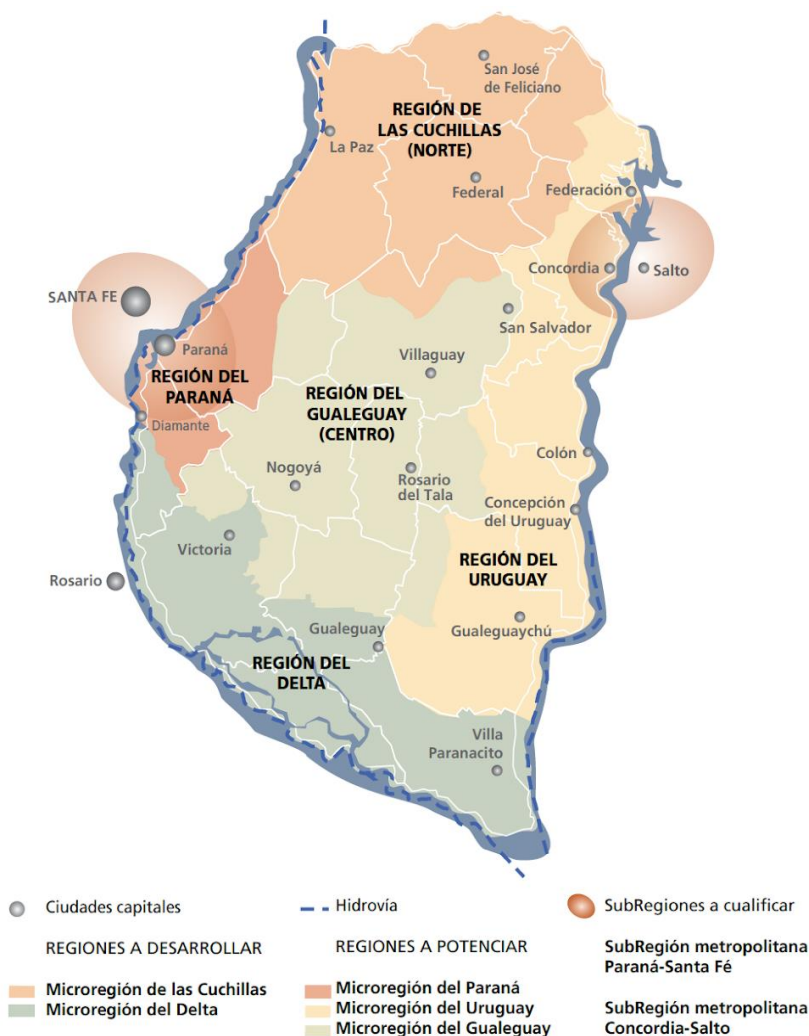 San José
de Feliciano
REGIÓN DE
LAS CUCHILLAS
(NORTE)
La Paz
Federal
Federación
Concordia
Salto
SANTA FE
San Salvador
Paraná
Villaguay
REGIÓN DEL
PARANÁ
REGIÓN DEL
GUALEGUAY
(CENTRO)
Diamante
Colón
Nogoyá
Rosario
del Tala
Concepción
del Uruguay
Victoria
REGIÓN DEL
URUGUAY
Rosario
Gualeguay
Gualeguaychú
REGIÓN DEL
DELTA
Villa
Paranacito
Ciudades capitales
Hidrovía
SubRegiones a cualificar
REGIONES A DESARROLLAR
REGIONES A POTENCIAR
SubRegión metropolitana
Paraná-Santa Fé
Microregión de las Cuchillas
Microregión del Delta
Microregión del Paraná
Microregión del Uruguay
Microregión del Gualeguay
SubRegión metropolitana
Concordia-Salto